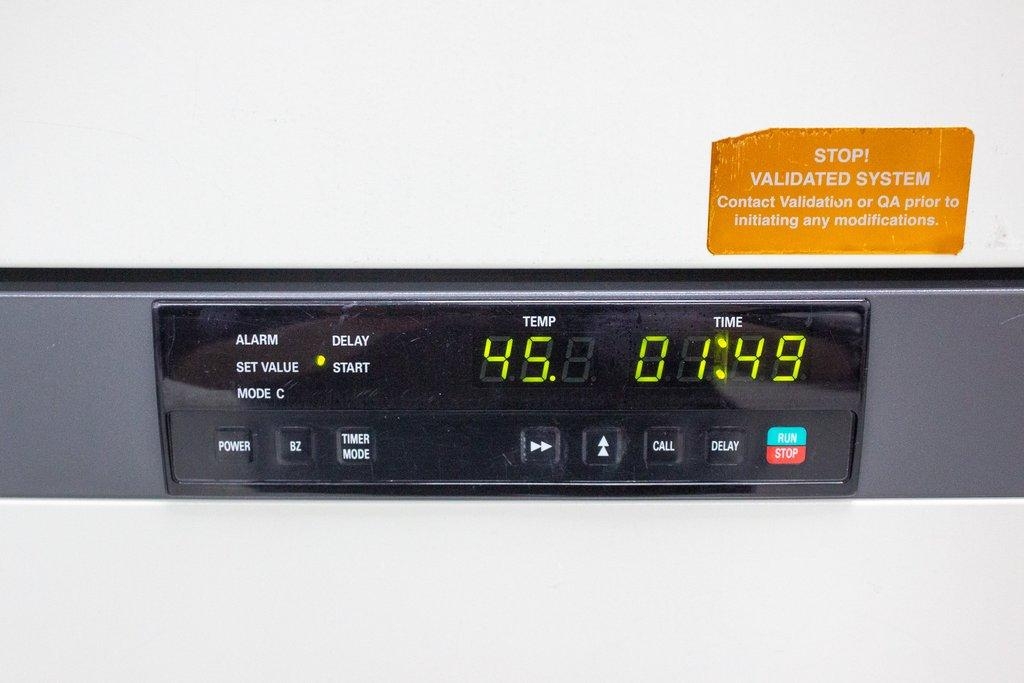 STOP!
VALIDATED SYSTEM
Contact Validation or QA prior to
initiating any modifications.
TEMP TIME
ALARM DELAY
SET VALUE START
45. 01:49
MODE C
POWER BZ TIMER MODE CALL DELAY RUN STOP